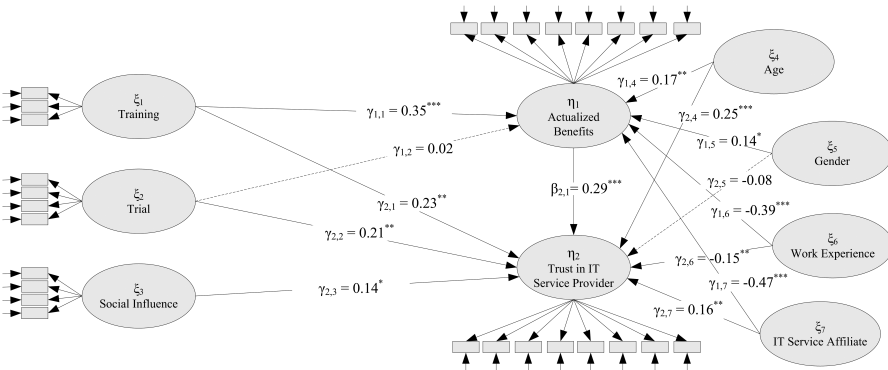 ξ1
Training
ξ2
Trial
ξ3
Social Influence
γ1,1 = 0.35***
γ1,2 = 0.02
γ2,1 = 0.23**
γ2,2 = 0.21**
γ2,3 = 0.14*
η1
Actualized
Benefits
β2,1 = 0.29***
η2
Trust in IT
Service Provider
γ1,4 = 0.17**
γ2,4 = 0.25***
γ1,5 = 0.14*
γ2,5 = -0.08
γ1,6 = -0.39***
γ2,6 = -0.15**
γ1,7 = -0.47***
γ2,7 = 0.16**
ξ4
Age
ξ5
Gender
ξ6
Work Experience
ξ7
IT Service Affiliate